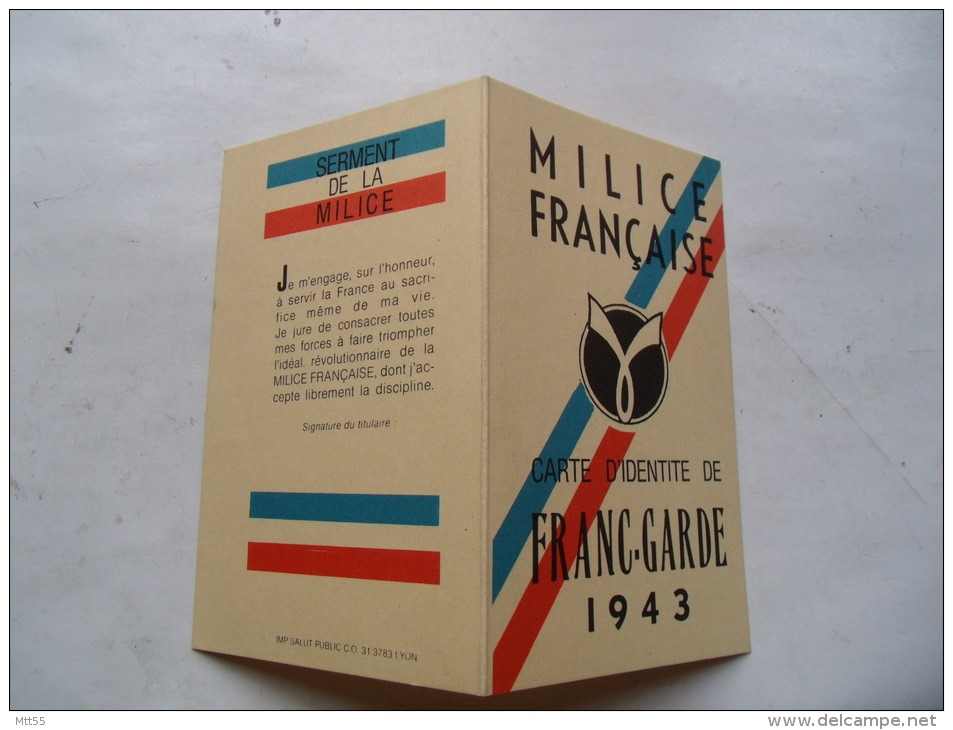 SERMENT
DE LA
MILICE
Je m'engage, sur l'honneur,
à servir la France au sacri-
fice même de ma vie.
Je jure de consacrer toutes
mes forces à faire triompher
l'idéal. révolutionnaire de la
MILICE FRANÇAISE, dont j'ac-
cepte librement la discipline.
Signature du titulaire :
IMP SALUT PUBLIC C.O. 31.3783 LYON
MILICE
FRANÇAISE
CARTE D'IDENTITE DE
FRANC-GARDE
1943
Mtt55
www.delcampe.net